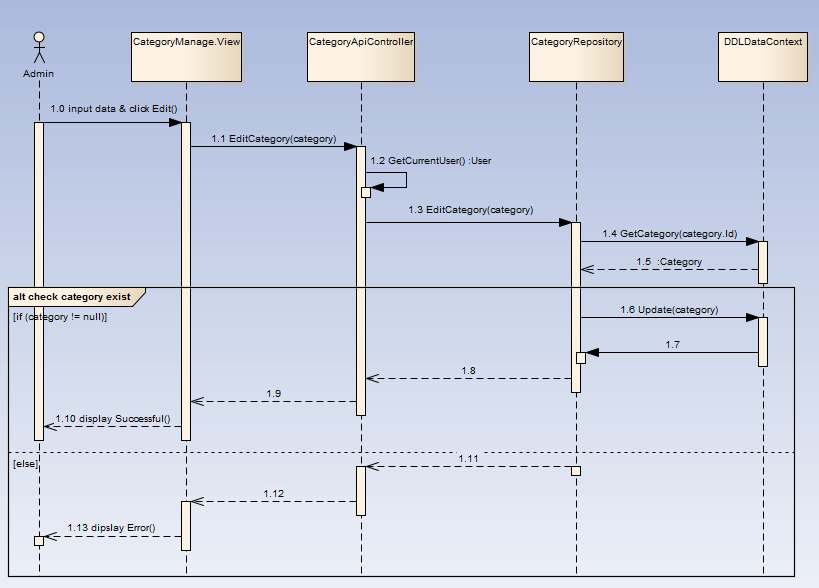 CategoryManage.View
CategoryApiController
CategoryRepository
DDLDataContext
Admin
1.0 input data & click Edit()
1.1 EditCategory(category)
1.2 GetCurrentUser() :User
1.3 EditCategory(category)
1.4 GetCategory(category.Id)
1.5 :Category
alt check category exist
[if (category != null)]
1.6 Update(category)
1.7
1.8
1.9
1.10 display Successful()
[else]
1.11
1.12
1.13 dipslay Error()